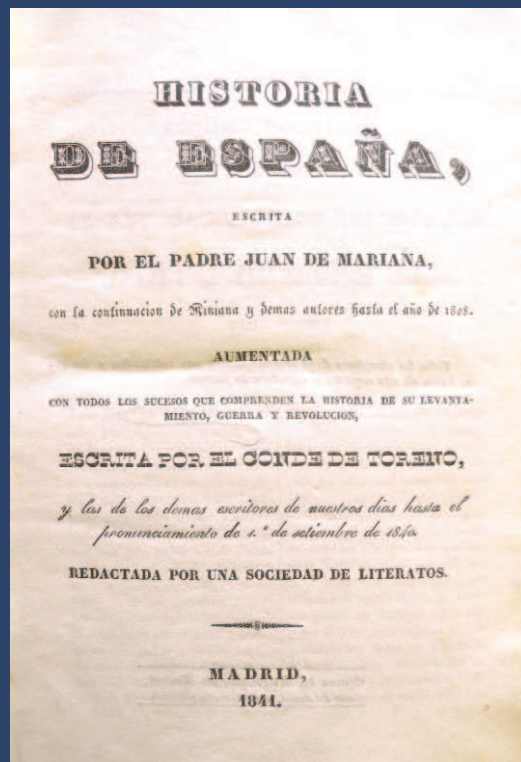 HISTORIA
DE ESPAÑA,
ESCRITA
POR EL PADRE JUAN DE MARIANA,
con la continuacion de Miniana y demas autores hasta el año de 1808.
AUMENTADA
CON TODOS LOS SUCESOS QUE COMPRENDEN LA HISTORIA DE SU LEVANTA-
MIENTO, GUERRA Y REVOLUCION,
ESCRITA POR EL CONDE DE TORENO,
y las de los demas escritores de nuestros dias hasta el
pronunciamiento de 1.º de setiembre de 1840.
REDACTADA POR UNA SOCIEDAD DE LITERATOS.
MADRID,
1841.